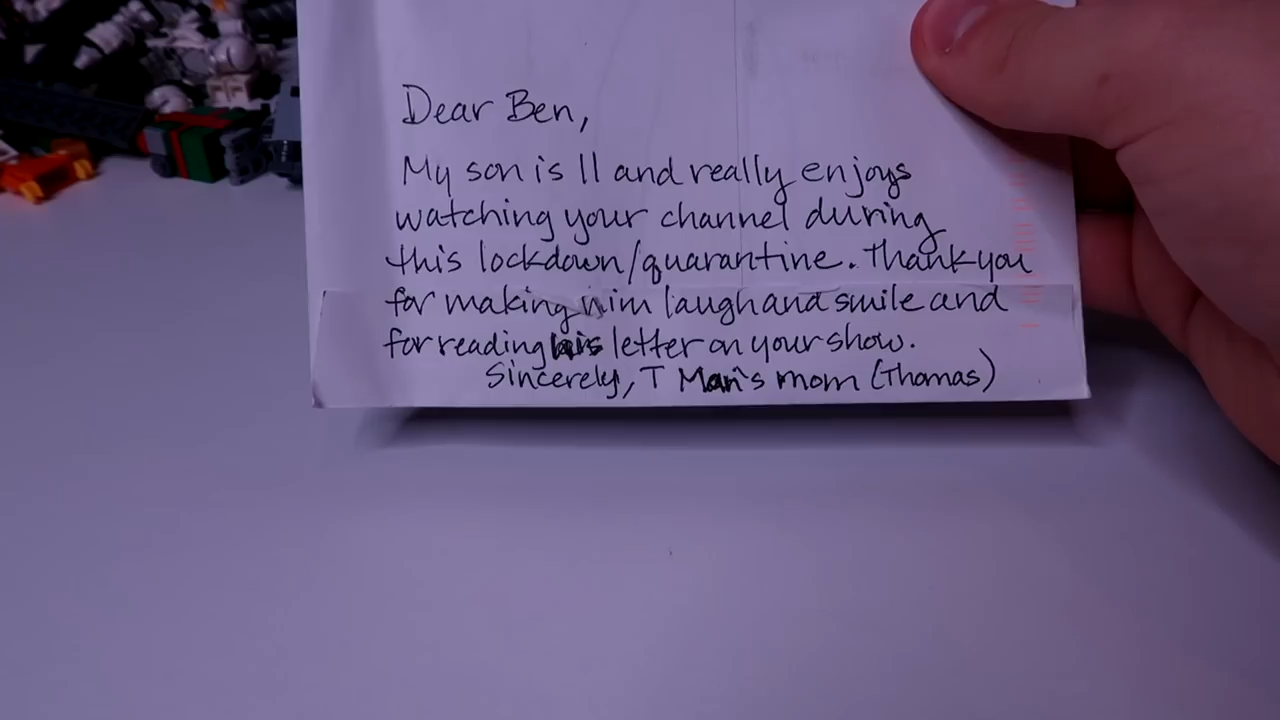 Dear Ben,
My son is 11 and really enjoys
watching your channel during
this lockdown/quarantine. Thank you
for making him laugh and smile and
for reading his letter on your show.
Sincerely, T Man's mom (Thomas)